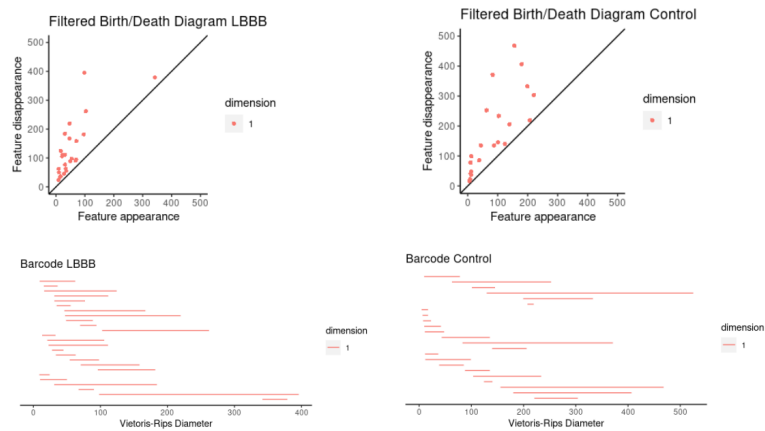 Filtered Birth/Death Diagram LBBB
500
400
300
200
100
0
Feature disappearance
0 100 200 300 400 500
Feature appearance
dimension
1
Filtered Birth/Death Diagram Control
500
400
300
200
100
0
Feature disappearance
0 100 200 300 400 500
Feature appearance
dimension
1
Barcode LBBB
dimension
1
0 100 200 300 400
Vietoris-Rips Diameter
Barcode Control
dimension
1
0 100 200 300 400 500
Vietoris-Rips Diameter